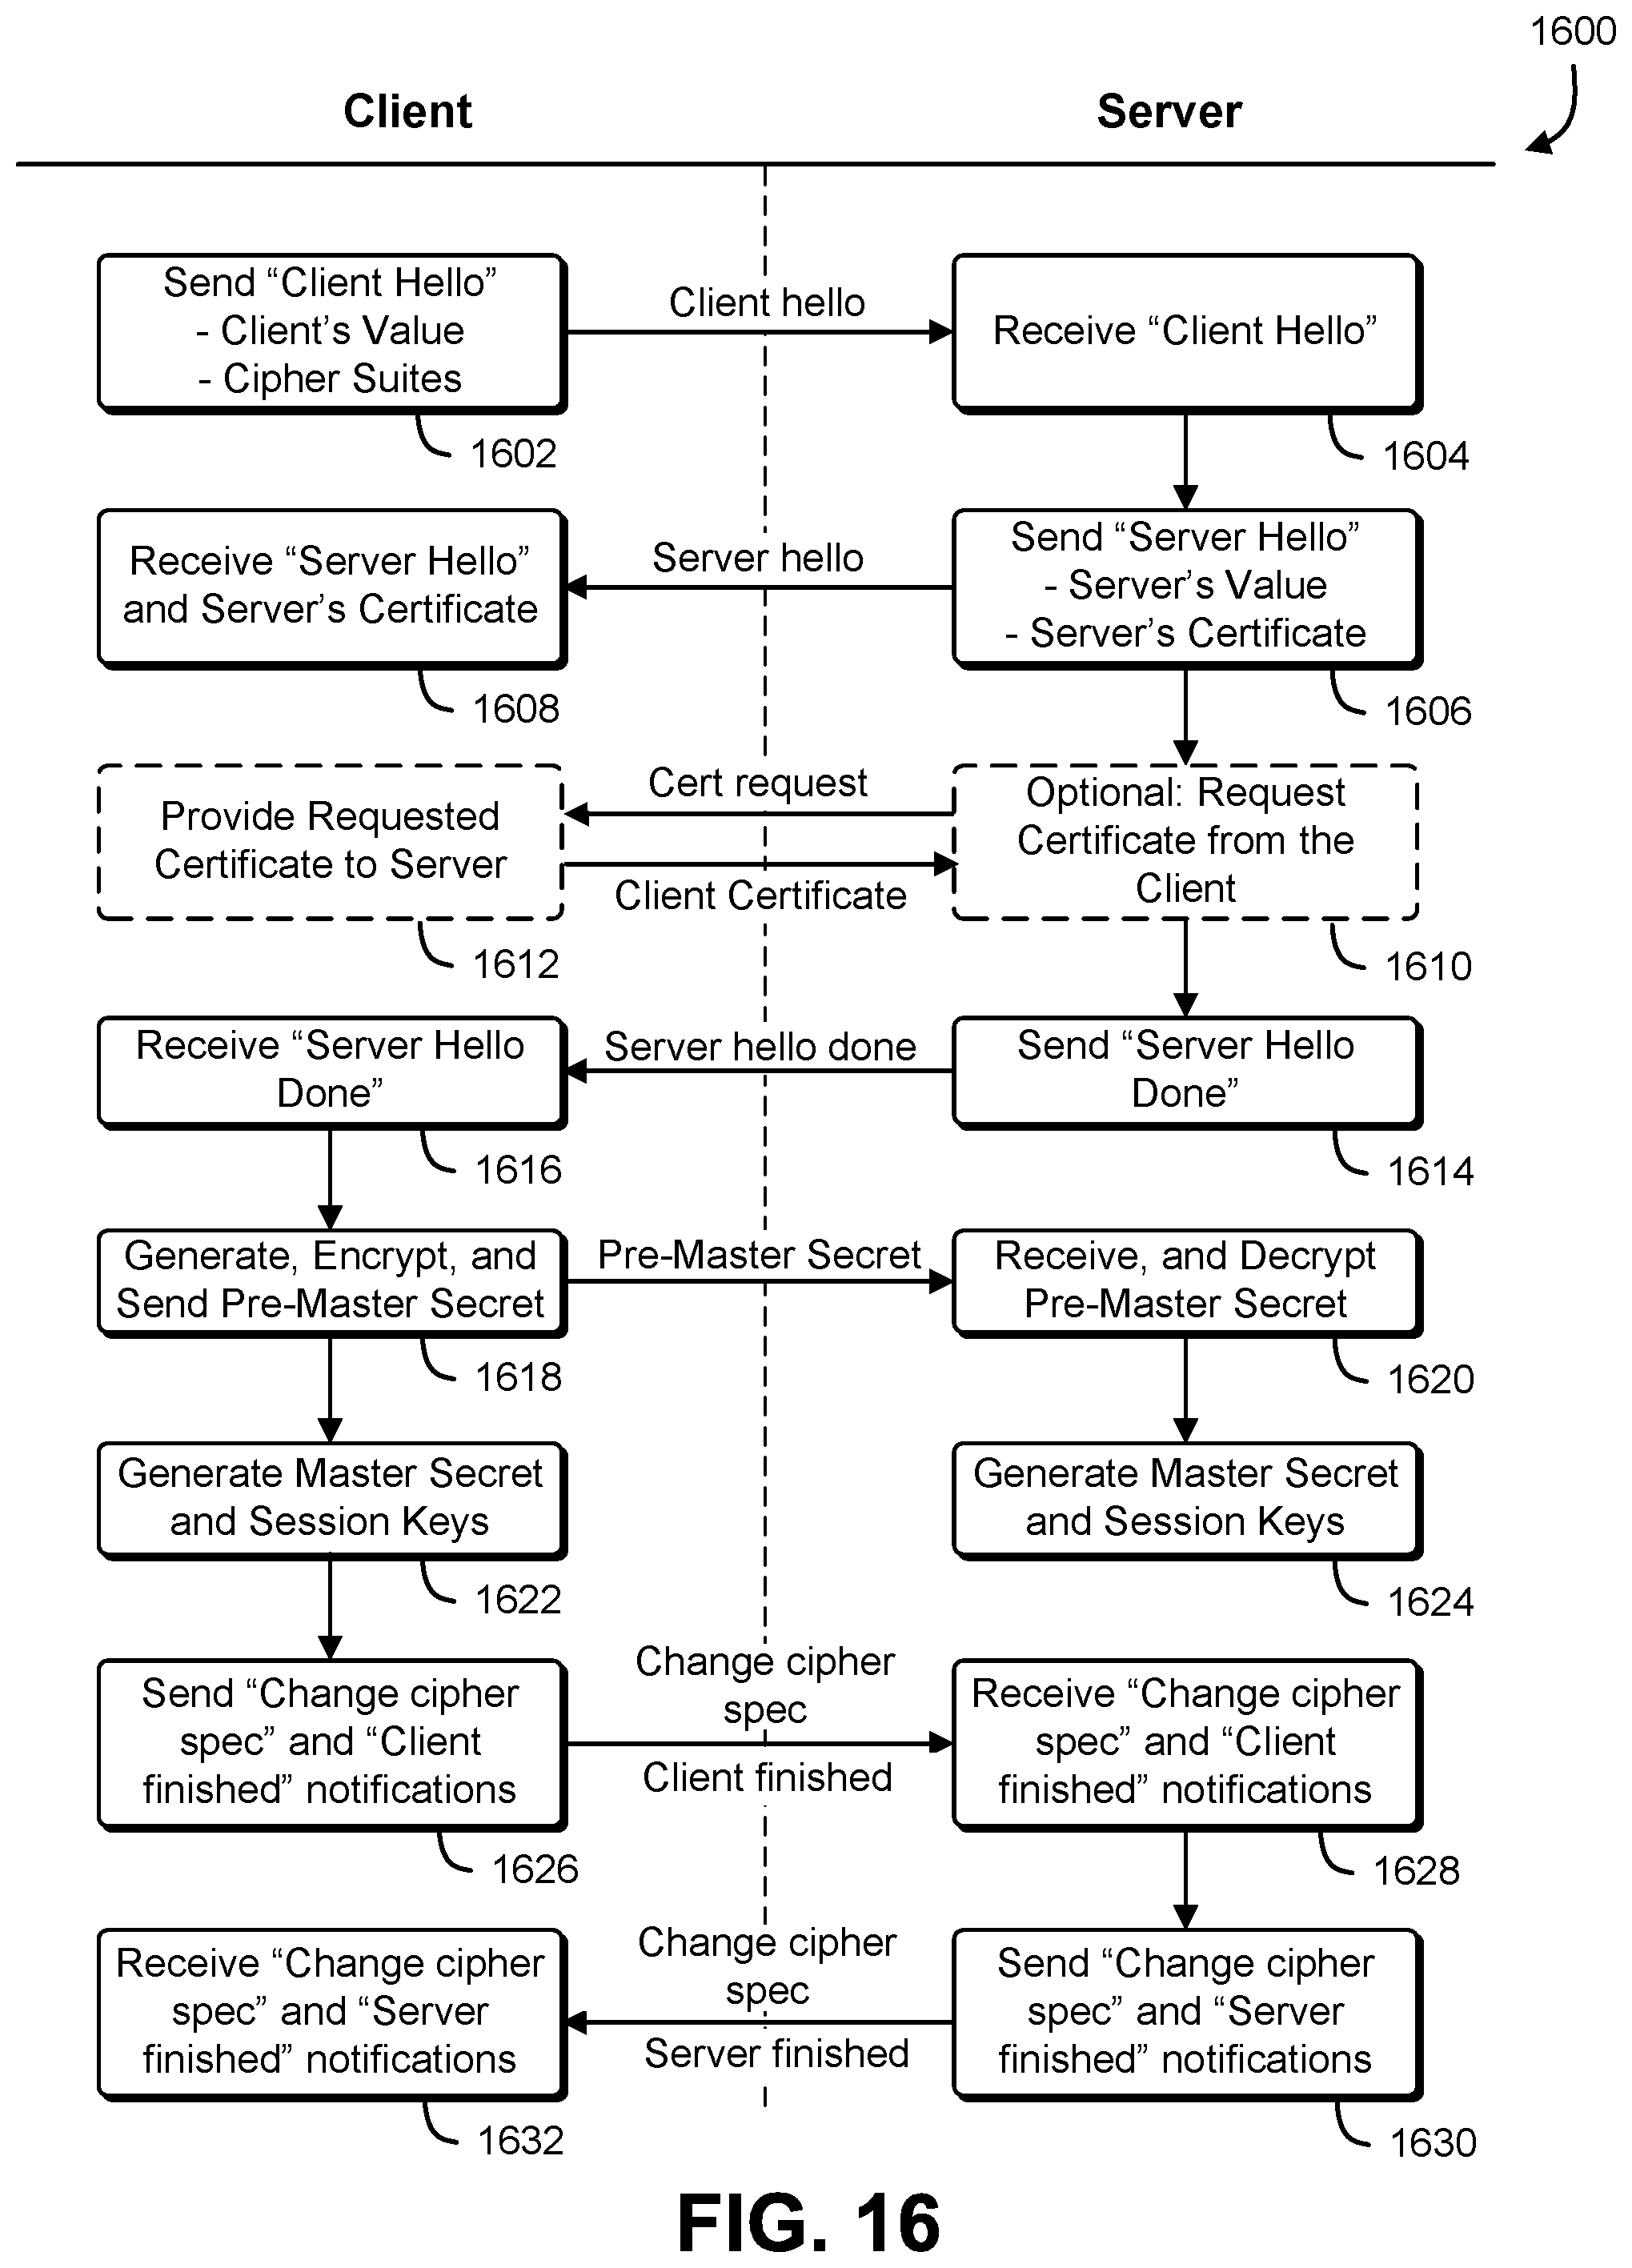 1600
Client
Server
Send “Client Hello”
- Client’s Value
- Cipher Suites
1602
Client hello
Receive “Client Hello”
1604
Receive “Server Hello”
and Server’s Certificate
1608
Server hello
Send “Server Hello”
- Server’s Value
- Server’s Certificate
1606
Provide Requested
Certificate to Server
1612
Cert request
Client Certificate
Optional: Request
Certificate from the
Client
1610
Receive “Server Hello
Done”
1616
Server hello done
Send “Server Hello
Done”
1614
Generate, Encrypt, and
Send Pre-Master Secret
1618
Pre-Master Secret
Receive, and Decrypt
Pre-Master Secret
1620
Generate Master Secret
and Session Keys
1622
Generate Master Secret
and Session Keys
1624
Send “Change cipher
spec” and “Client
finished” notifications
1626
Change cipher
spec
Client finished
Receive “Change cipher
spec” and “Client
finished” notifications
1628
Receive “Change cipher
spec” and “Server
finished” notifications
1632
Change cipher
spec
Server finished
Send “Change cipher
spec” and “Server
finished” notifications
1630
FIG. 16